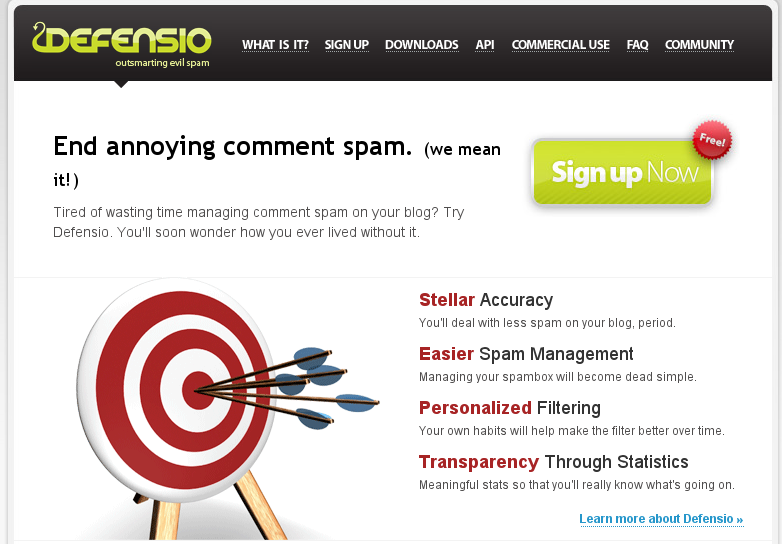 DEFENSIO
outsmarting evil spam
WHAT IS IT? SIGN UP DOWNLOADS API COMMERCIAL USE FAQ COMMUNITY
End annoying comment spam. (we mean
it!)
Tired of wasting time managing comment spam on your blog? Try
Defensio. You'll soon wonder how you ever lived without it.
Free!
Sign up Now
Stellar Accuracy
You'll deal with less spam on your blog, period.
Easier Spam Management
Managing your spambox will become dead simple.
Personalized Filtering
Your own habits will help make the filter better over time.
Transparency Through Statistics
Meaningful stats so that you'll really know what's going on.
Learn more about Defensio »